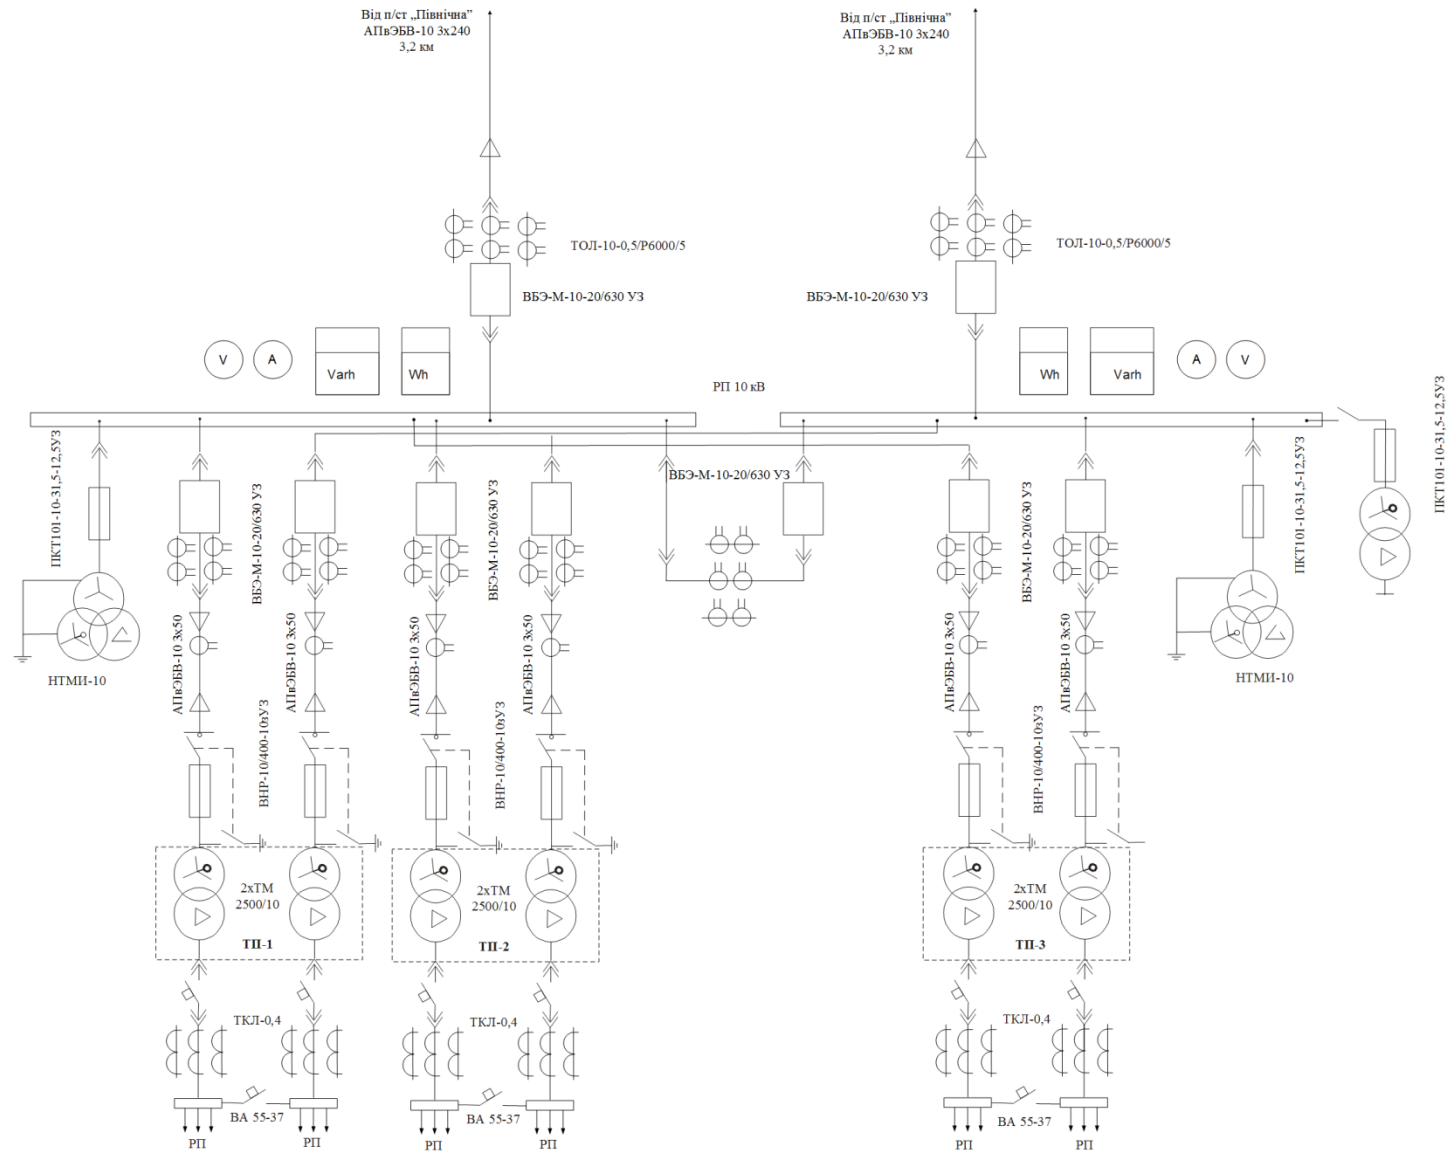 Від п/ст „Північна”
АПвЭБВ-10 3х240
3,2 км
Від п/ст „Північна”
АПвЭБВ-10 3х240
3,2 км
ТОЛ-10-0,5/Р6000/5
ТОЛ-10-0,5/Р6000/5
ВБЭ-М-10-20/630 УЗ
ВБЭ-М-10-20/630 УЗ
V
A
Varh
Wh
Wh
Varh
A
V
РП 10 кВ
ПКТ101-10-31,5-12,5УЗ
ВБЭ-М-10-20/630 УЗ
ВБЭ-М-10-20/630 УЗ
ВБЭ-М-10-20/630 УЗ
ВБЭ-М-10-20/630 УЗ
ПКТ101-10-31,5-12,5УЗ
ПКТ101-10-31,5-12,5УЗ
НТМИ-10
НТМИ-10
АПвЭБВ-10 3х50
АПвЭБВ-10 3х50
АПвЭБВ-10 3х50
АПвЭБВ-10 3х50
АПвЭБВ-10 3х50
АПвЭБВ-10 3х50
ВНР-10/400-10зУЗ
ВНР-10/400-10зУЗ
ВНР-10/400-10зУЗ
2хТМ
2500/10
ТП-1
2хТМ
2500/10
ТП-2
2хТМ
2500/10
ТП-3
ТКЛ-0,4
ТКЛ-0,4
ТКЛ-0,4
ВА 55-37
ВА 55-37
ВА 55-37
РП
РП
РП
РП
РП
РП